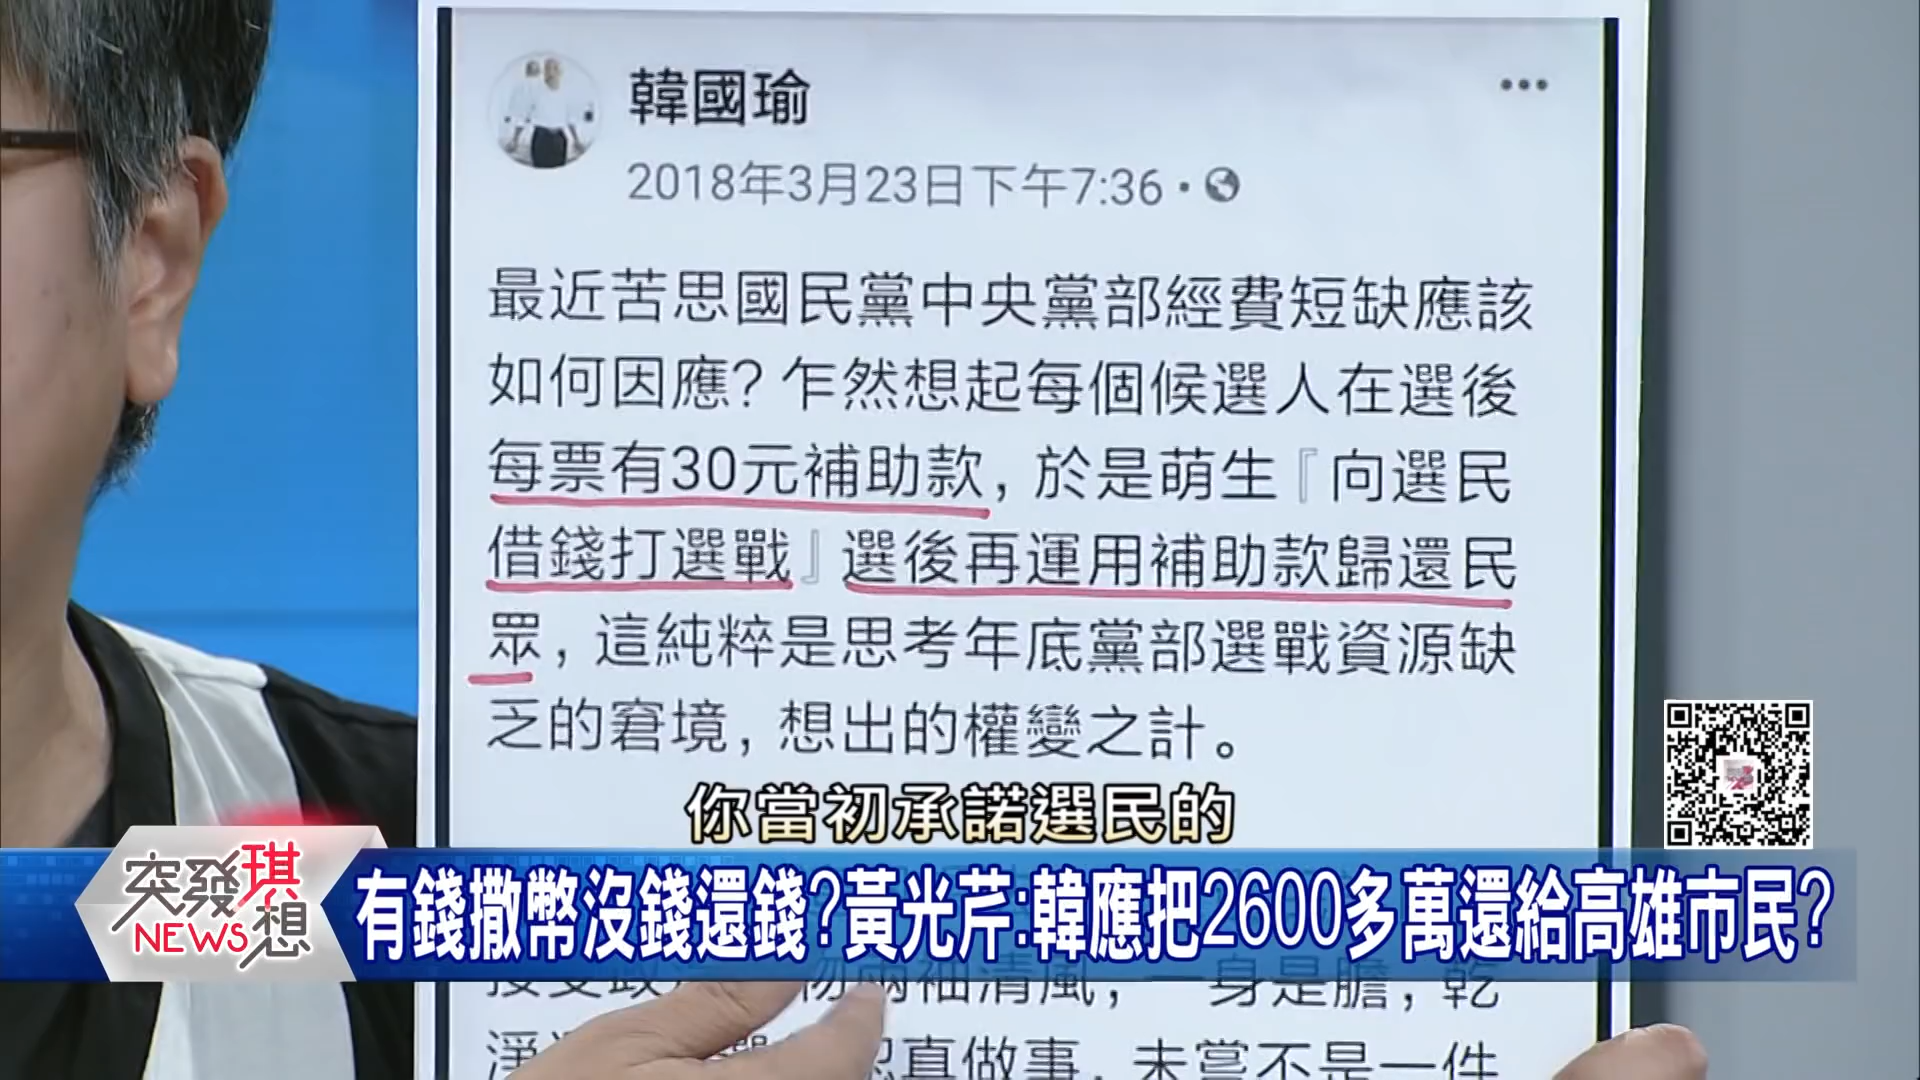 韓國瑜
2018年3月23日下午7:36
最近苦思國民黨中央黨部經費短缺應該
如何因應？乍然想起每個候選人在選後
每票有30元補助款，於是萌生『向選民
借錢打選戰』選後再運用補助款歸還民
眾，這純粹是思考年底黨部選戰資源缺
乏的窘境，想出的權變之計。
你當初承諾選民的
突發琪想
NEWS
有錢撒幣沒錢還錢?黃光芹:韓應把2600多萬還給高雄市民?
兩袖清風，一身是膽，乾
認真做事，未嘗不是一件